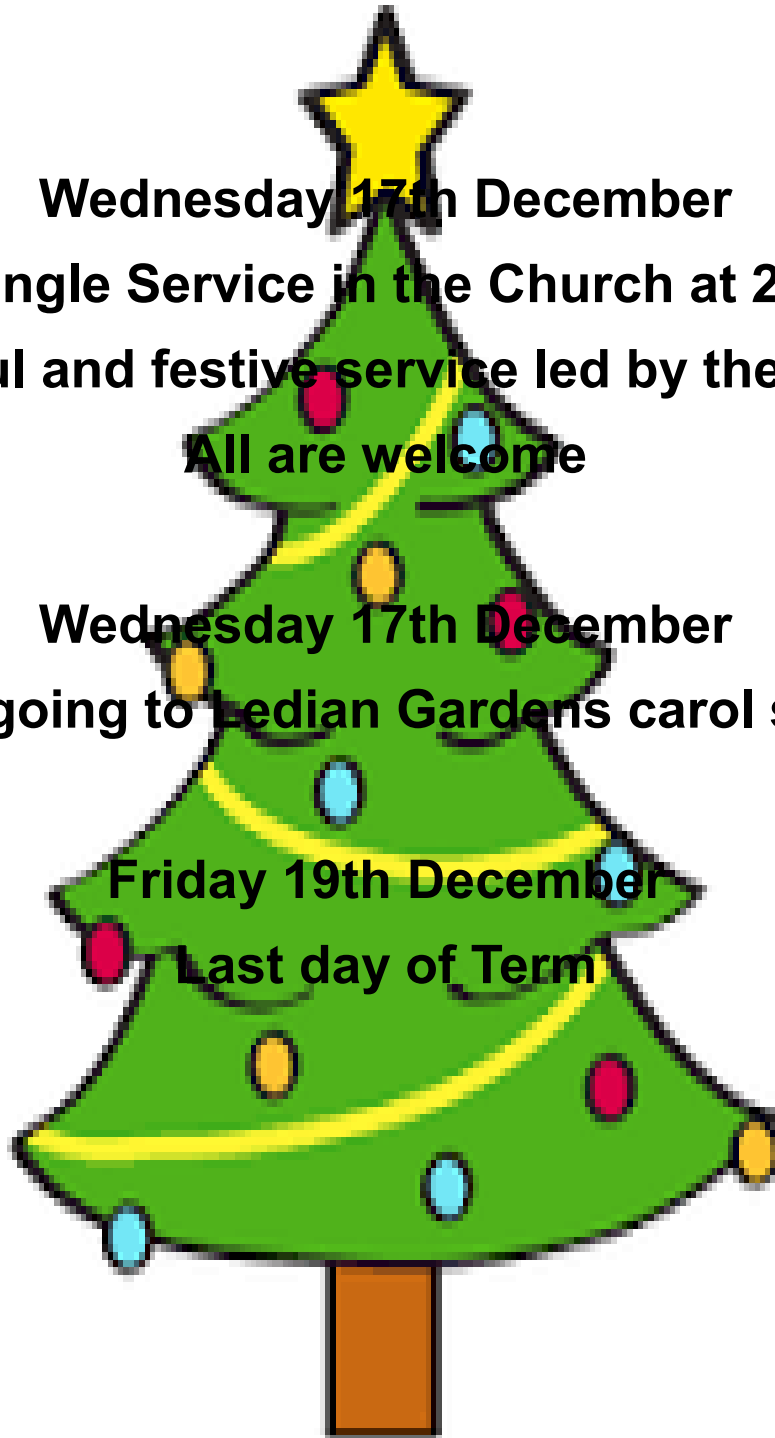 Wednesday 17th December
ngle Service in the Church at 2
ul and festive service led by the
All are welcome
Wednesday 17th December
going to Ledian Gardens carol s
Friday 19th December
Last day of Term